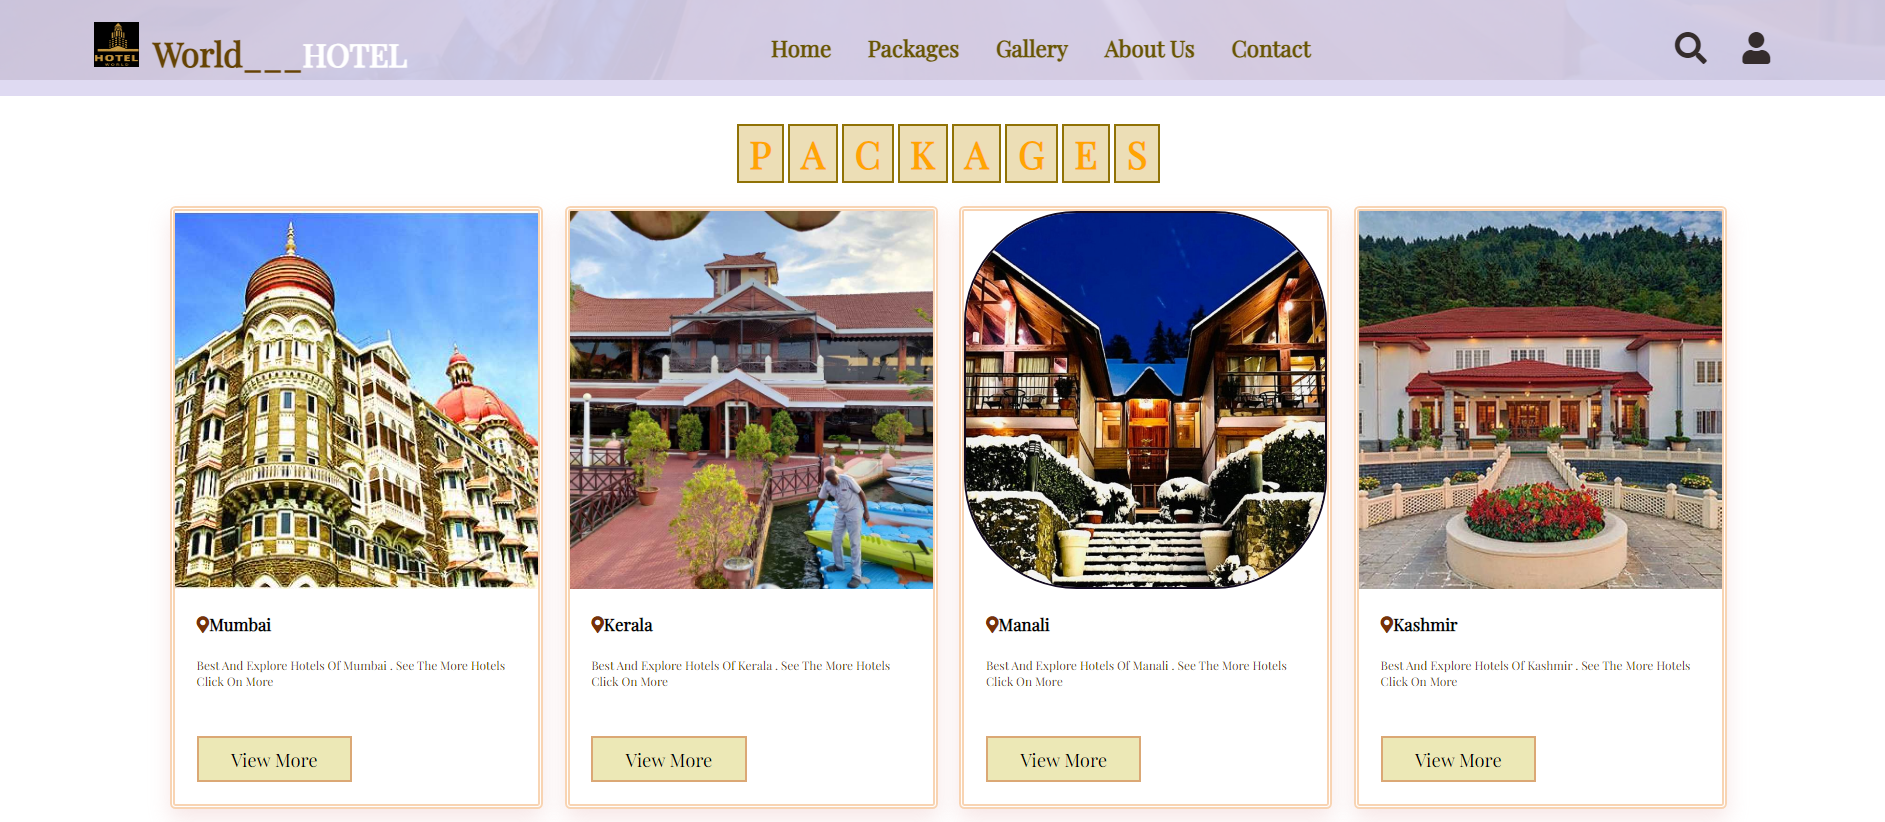 HOTEL
WORLD
World___HOTEL
Home Packages Gallery About Us Contact
PACKAGES
Mumbai
Best And Explore Hotels Of Mumbai . See The More Hotels
Click On More
View More
Kerala
Best And Explore Hotels Of Kerala . See The More Hotels
Click On More
View More
Manali
Best And Explore Hotels Of Manali . See The More Hotels
Click On More
View More
Kashmir
Best And Explore Hotels Of Kashmir . See The More Hotels
Click On More
View More